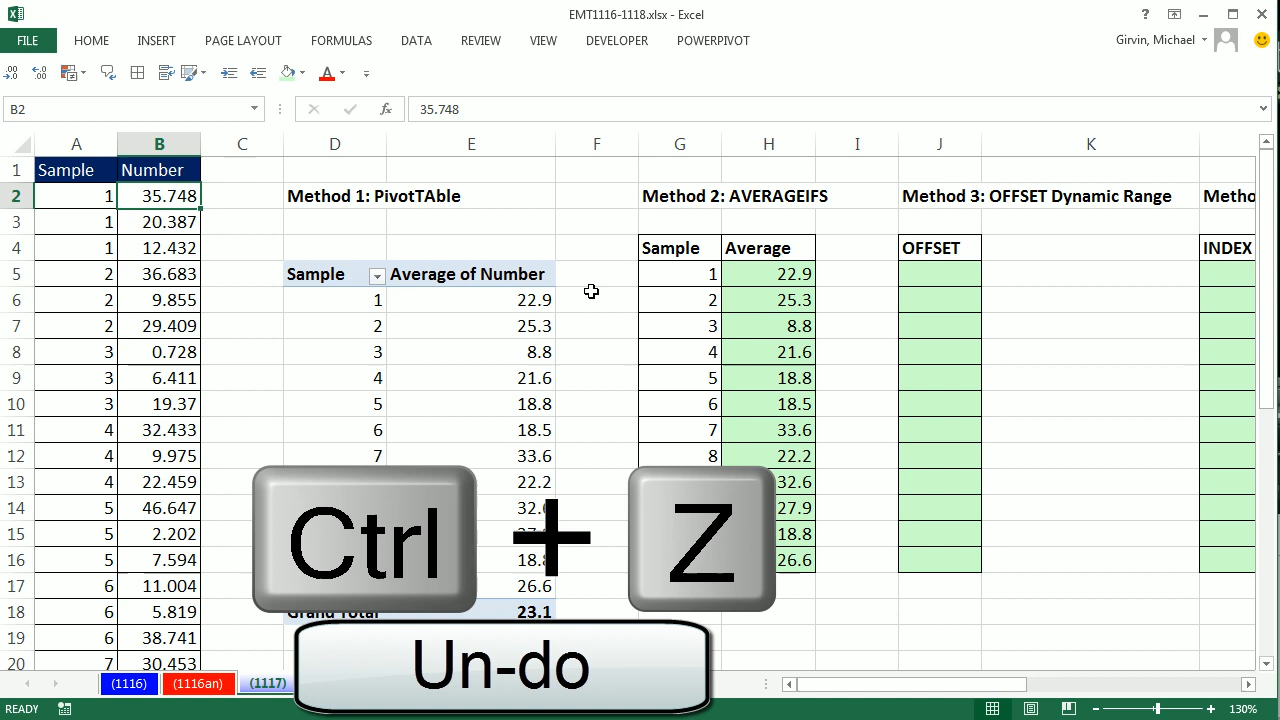 EMT1116-1118.xlsx - Excel
FILE HOME INSERT PAGE LAYOUT FORMULAS DATA REVIEW VIEW DEVELOPER POWERPIVOT Girvin, Michael
B2 fx 35.748
A B C D E F G H I J K
1 Sample Number
2 1 35.748 Method 1: PivotTAble Method 2: AVERAGEIFS Method 3: OFFSET Dynamic Range Metho
3 1 20.387
4 1 12.432 Sample Average OFFSET INDEX
5 2 36.683 Sample Average of Number 1 22.9
6 2 9.855 1 22.9 2 25.3
7 2 29.409 2 25.3 3 8.8
8 3 0.728 3 8.8 4 21.6
9 3 6.411 4 21.6 5 18.8
10 3 19.37 5 18.8 6 18.5
11 4 32.433 6 18.5 7 33.6
12 4 9.975 7 33.6 8 22.2
13 4 22.459 22.2 32.6
14 5 46.647 27.9
15 5 2.202 18.8
16 5 7.594 26.6
17 6 11.004 26.6
18 6 5.819 Grand Total 23.1
19 6 38.741
20 7 30.453
Ctrl + Z
Un-do
(1116) (1116an) (1117)
READY 130%